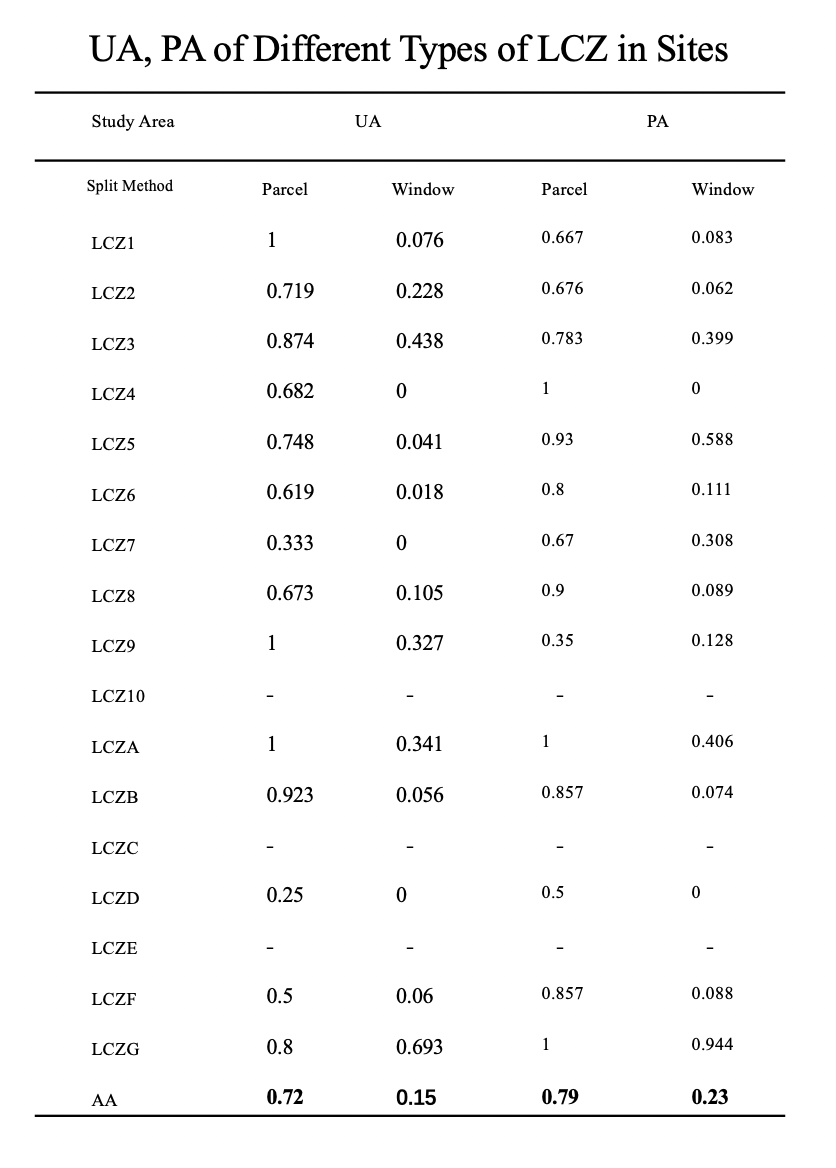 UA, PA of Different Types of LCZ in Sites
Study Area UA PA
Split Method Parcel Window Parcel Window
LCZ1 1 0.076 0.667 0.083
LCZ2 0.719 0.228 0.676 0.062
LCZ3 0.874 0.438 0.783 0.399
LCZ4 0.682 0 1 0
LCZ5 0.748 0.041 0.93 0.588
LCZ6 0.619 0.018 0.8 0.111
LCZ7 0.333 0 0.67 0.308
LCZ8 0.673 0.105 0.9 0.089
LCZ9 1 0.327 0.35 0.128
LCZ10 - - - -
LCZA 1 0.341 1 0.406
LCZB 0.923 0.056 0.857 0.074
LCZC - - - -
LCZD 0.25 0 0.5 0
LCZE - - - -
LCZF 0.5 0.06 0.857 0.088
LCZG 0.8 0.693 1 0.944
AA 0.72 0.15 0.79 0.23